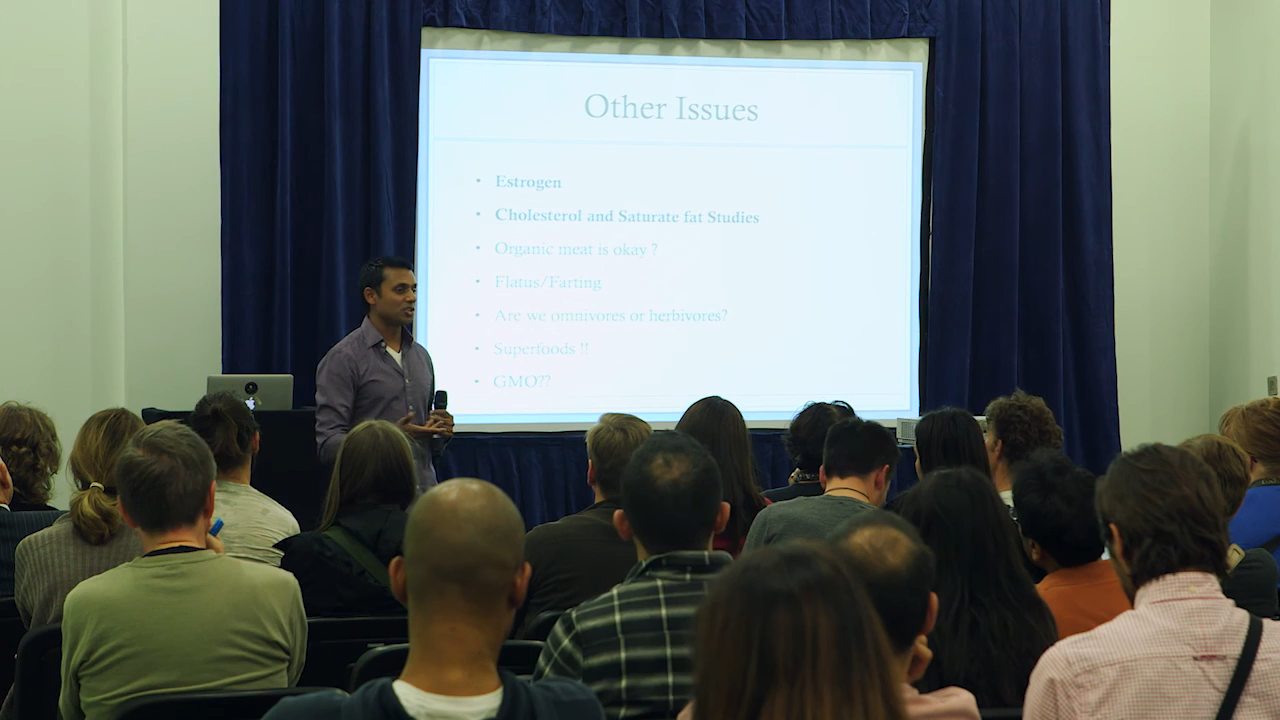 Other Issues
• Estrogen
• Cholesterol and Saturate fat Studies
• Organic meat is okay ?
• Flatus/Farting
• Are we omnivores or herbivores?
• Superfoods !!
• GMO??